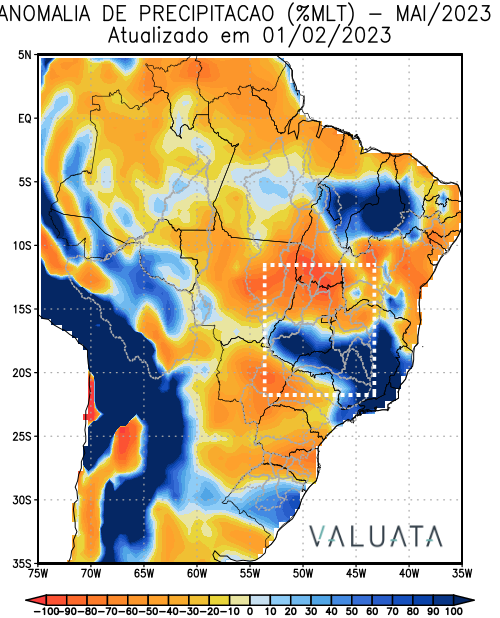 ANOMALIA DE PRECIPITACAO (%MLT) – MAI/2023
Atualizado em 01/02/2023
5N
EQ
5S
10S
15S
20S
25S
30S
35S
VALUATA
75W 70W 65W 60W 55W 50W 45W 40W 35W
-100 -90 -80 -70 -60 -50 -40 -30 -20 -10 0 10 20 30 40 50 60 70 80 90 100